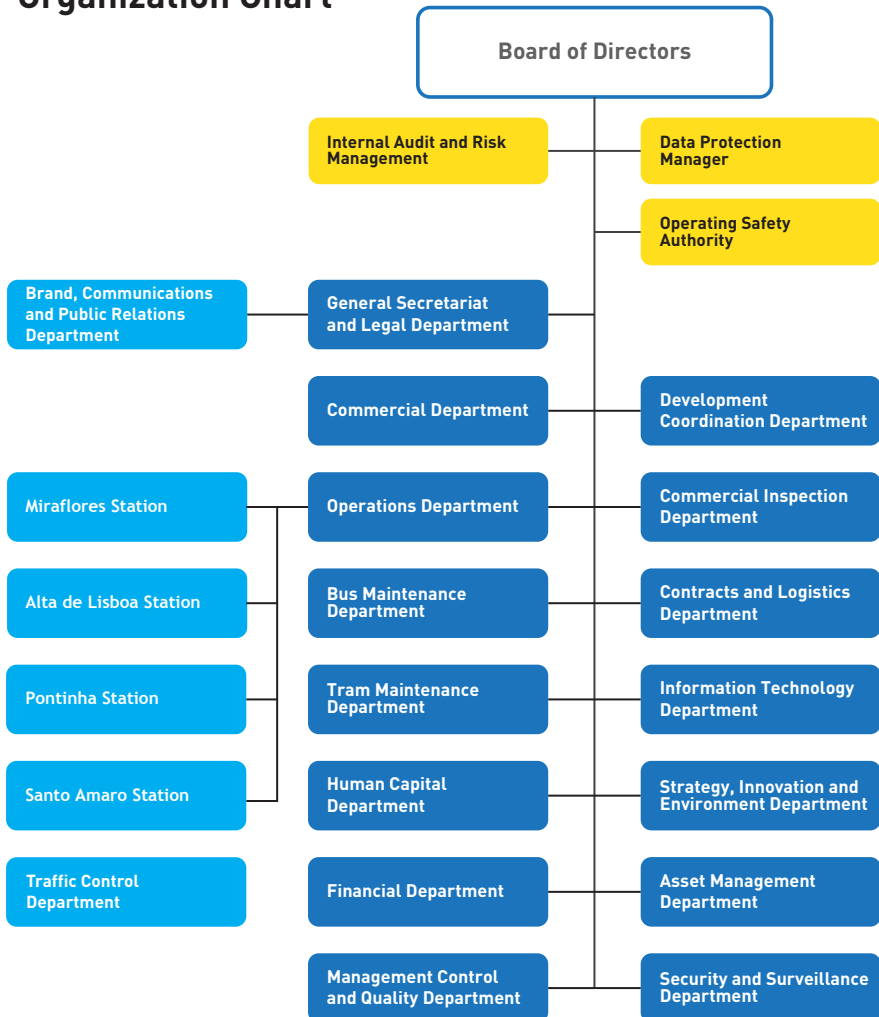 Organization Chart
Board of Directors
Internal Audit and Risk
Management
Data Protection
Manager
Operating Safety
Authority
Brand, Communications
and Public Relations
Department
General Secretariat
and Legal Department
Commercial Department
Development
Coordination Department
Miraflores Station
Operations Department
Commercial Inspection
Department
Alta de Lisboa Station
Bus Maintenance
Department
Contracts and Logistics
Department
Pontinha Station
Tram Maintenance
Department
Information Technology
Department
Santo Amaro Station
Human Capital
Department
Strategy, Innovation and
Environment Department
Traffic Control
Department
Financial Department
Asset Management
Department
Management Control
and Quality Department
Security and Surveillance
Department